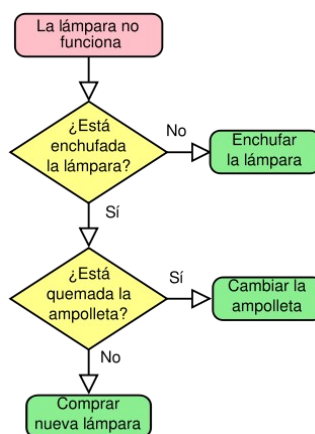 La lámpara no
funciona
¿Está
enchufada
la lámpara?
No
Enchufar
la lámpara
Sí
¿Está
quemada la
ampolleta?
Sí
Cambiar la
ampolleta
No
Comprar
nueva lámpara